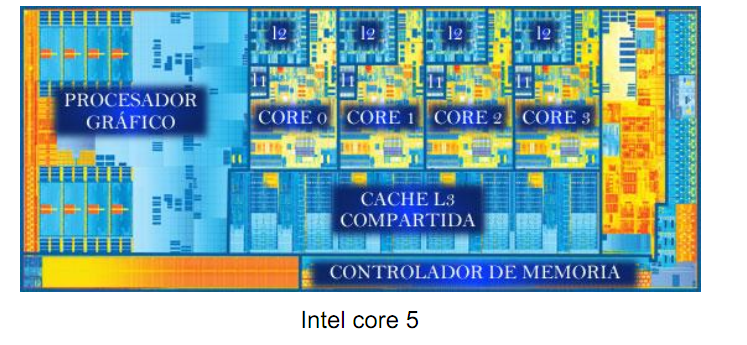 l2 l2 l2 l2
l1 l1 l1 l1
PROCESADOR
GRÁFICO
CORE 0 CORE 1 CORE 2 CORE 3
CACHE L3
COMPARTIDA
CONTROLADOR DE MEMORIA
Intel core 5